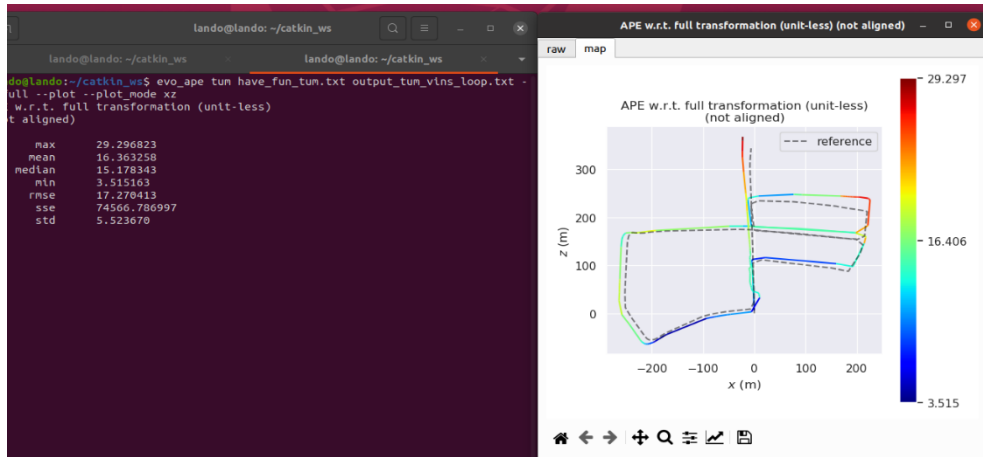 lando@lando: ~/catkin_ws
lando@lando: ~/catkin_ws
lando@lando: ~/catkin_ws
lando@lando:~/catkin_ws$ evo_ape tum have_fun_tum.txt output_tum_vins_loop.txt -
ull --plot --plot_mode xz
w.r.t. full transformation (unit-less)
t aligned)
max 29.296823
mean 16.363258
median 15.178343
min 3.515163
rmse 17.270413
sse 74566.786997
std 5.523670
APE w.r.t. full transformation (unit-less) (not aligned)
raw map
APE w.r.t. full transformation (unit-less)
(not aligned)
reference
29.297
16.406
3.515
300
200
100
0
z (m)
−200 −100 0 100 200
x (m)